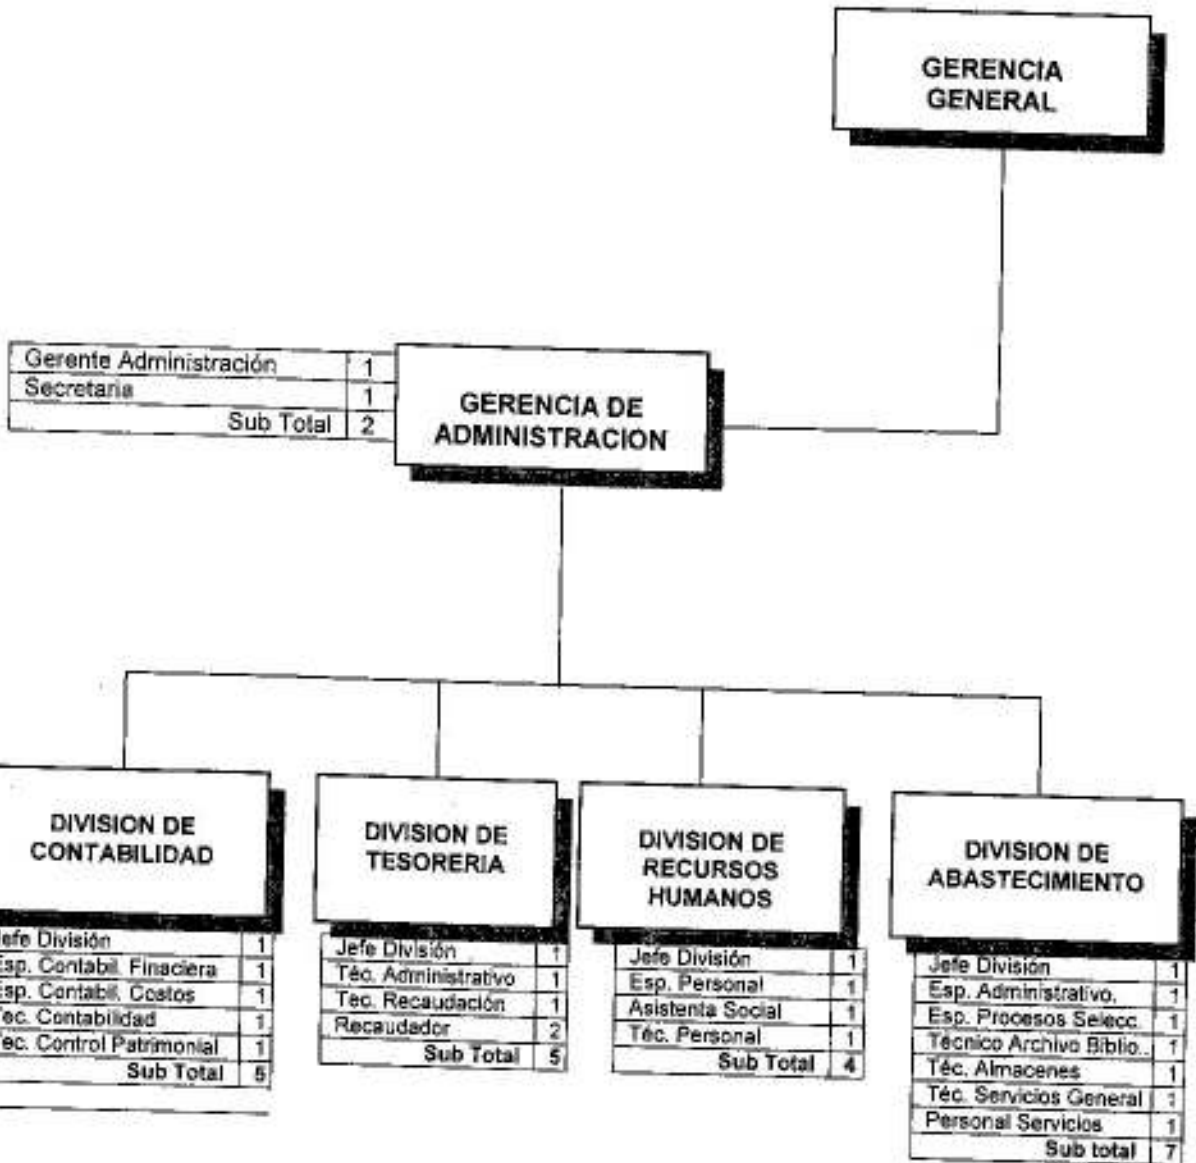 GERENCIA
GENERAL
Gerente Administración 1
Secretaria 1
Sub Total 2
GERENCIA DE
ADMINISTRACION
DIVISION DE
CONTABILIDAD
Jefe División 1
Esp. Contabil. Finaciera 1
Esp. Contabil. Costos 1
Tec. Contabilidad 1
Tec. Control Patrimonial 1
Sub Total 5
DIVISION DE
TESORERIA
Jefe División 1
Téc. Administrativo 1
Tec. Recaudación 1
Recaudador 2
Sub Total 5
DIVISION DE
RECURSOS
HUMANOS
Jefe División 1
Esp. Personal 1
Asistenta Social 1
Téc. Personal 1
Sub Total 4
DIVISION DE
ABASTECIMIENTO
Jefe División 1
Esp. Administrativo. 1
Esp. Procesos Selecc. 1
Técnico Archivo Biblio.. 1
Téc. Almacenes 1
Téc. Servicios General 1
Personal Servicios 1
Sub total 7